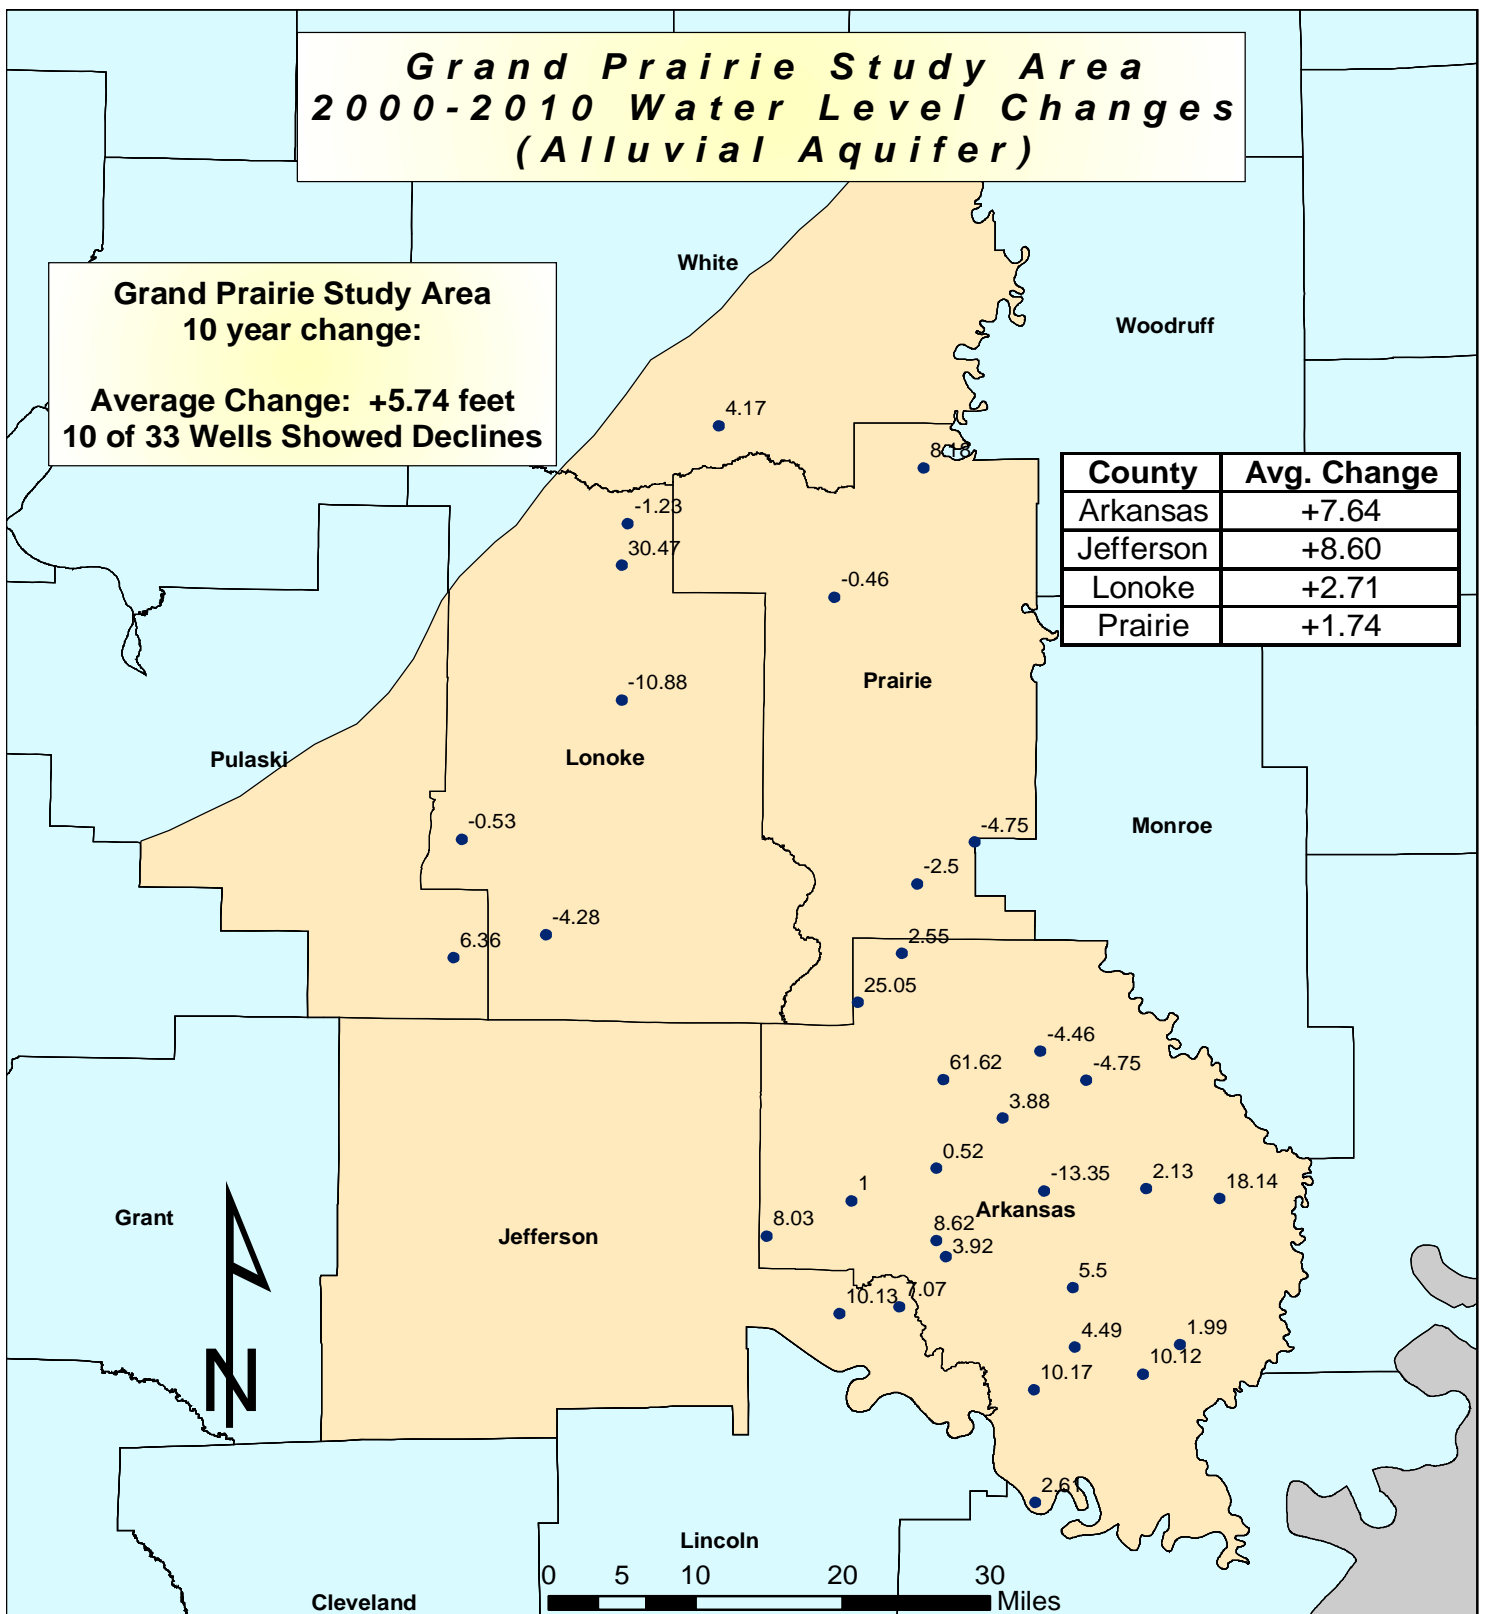 Grand Prairie Study Area
2000-2010 Water Level Changes
(Alluvial Aquifer)
White
Grand Prairie Study Area
10 year change:
Average Change: +5.74 feet
10 of 33 Wells Showed Declines
Woodruff
4.17
8.18
County Avg. Change
Arkansas +7.64
Jefferson +8.60
Lonoke +2.71
Prairie +1.74
-1.23
30.47
-0.46
-10.88
Prairie
Pulaski
Lonoke
-0.53
-4.75
Monroe
-2.5
-4.28
6.36
2.55
25.05
-4.46
61.62
-4.75
3.88
0.52
-13.35
2.13
18.14
1
Grant
Jefferson
Arkansas
8.03
8.62
3.92
5.5
10.13
7.07
4.49
1.99
10.17
10.12
N
2.61
Lincoln
0 5 10 20 30
Miles
Cleveland